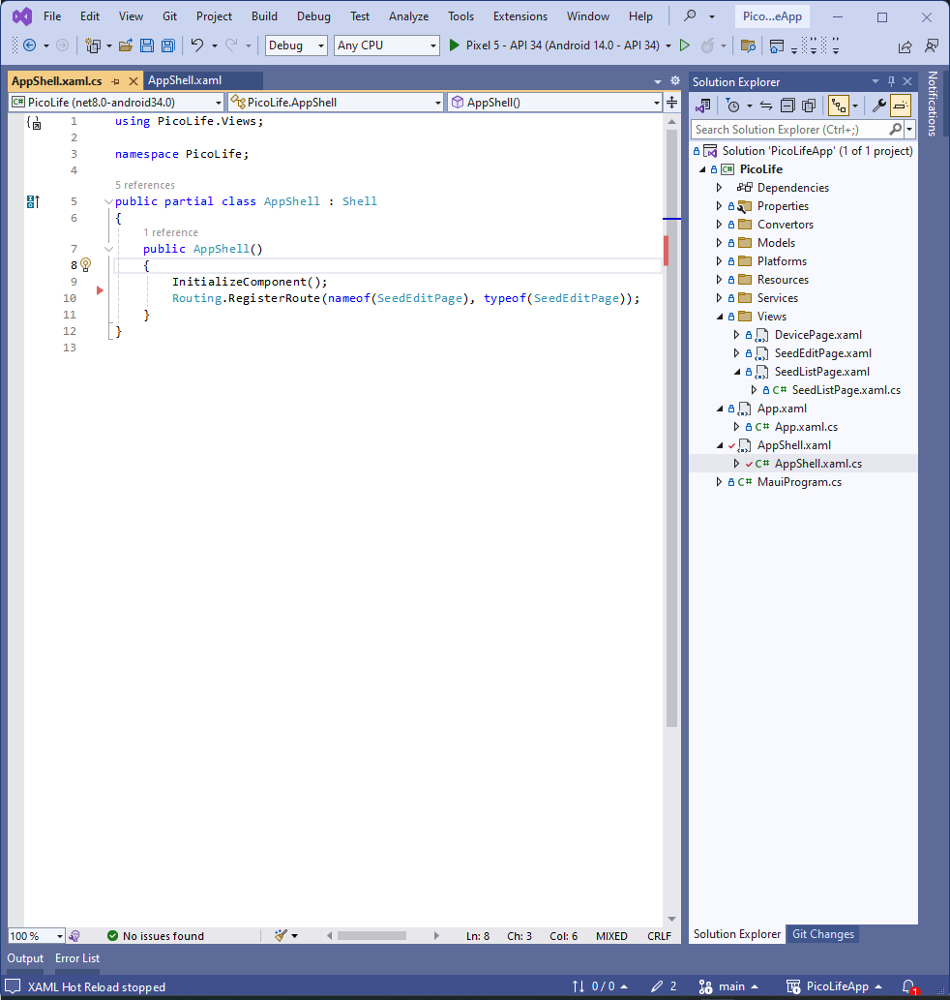 File Edit View Git Project Build Debug Test Analyze Tools Extensions Window Help Pico...eApp
Debug Any CPU Pixel 5 - API 34 (Android 14.0 - API 34)
AppShell.xaml.cs AppShell.xaml
PicoLife (net8.0-android34.0) PicoLife.AppShell AppShell()
1 using PicoLife.Views;
2
3 namespace PicoLife;
4
5 references
5 public partial class AppShell : Shell
6 {
1 reference
7 public AppShell()
8 {
9 InitializeComponent();
10 Routing.RegisterRoute(nameof(SeedEditPage), typeof(SeedEditPage));
11 }
12 }
13
100 % No issues found Ln: 8 Ch: 3 Col: 6 MIXED CRLF
Solution Explorer
Search Solution Explorer (Ctrl+;)
Solution 'PicoLifeApp' (1 of 1 project)
C# PicoLife
Dependencies
Properties
Convertors
Models
Platforms
Resources
Services
Views
DevicePage.xaml
SeedEditPage.xaml
SeedListPage.xaml
C# SeedListPage.xaml.cs
App.xaml
C# App.xaml.cs
AppShell.xaml
C# AppShell.xaml.cs
C# MauiProgram.cs
Solution Explorer Git Changes
Notifications
Output Error List
XAML Hot Reload stopped 0 / 0 2 main PicoLifeApp 1